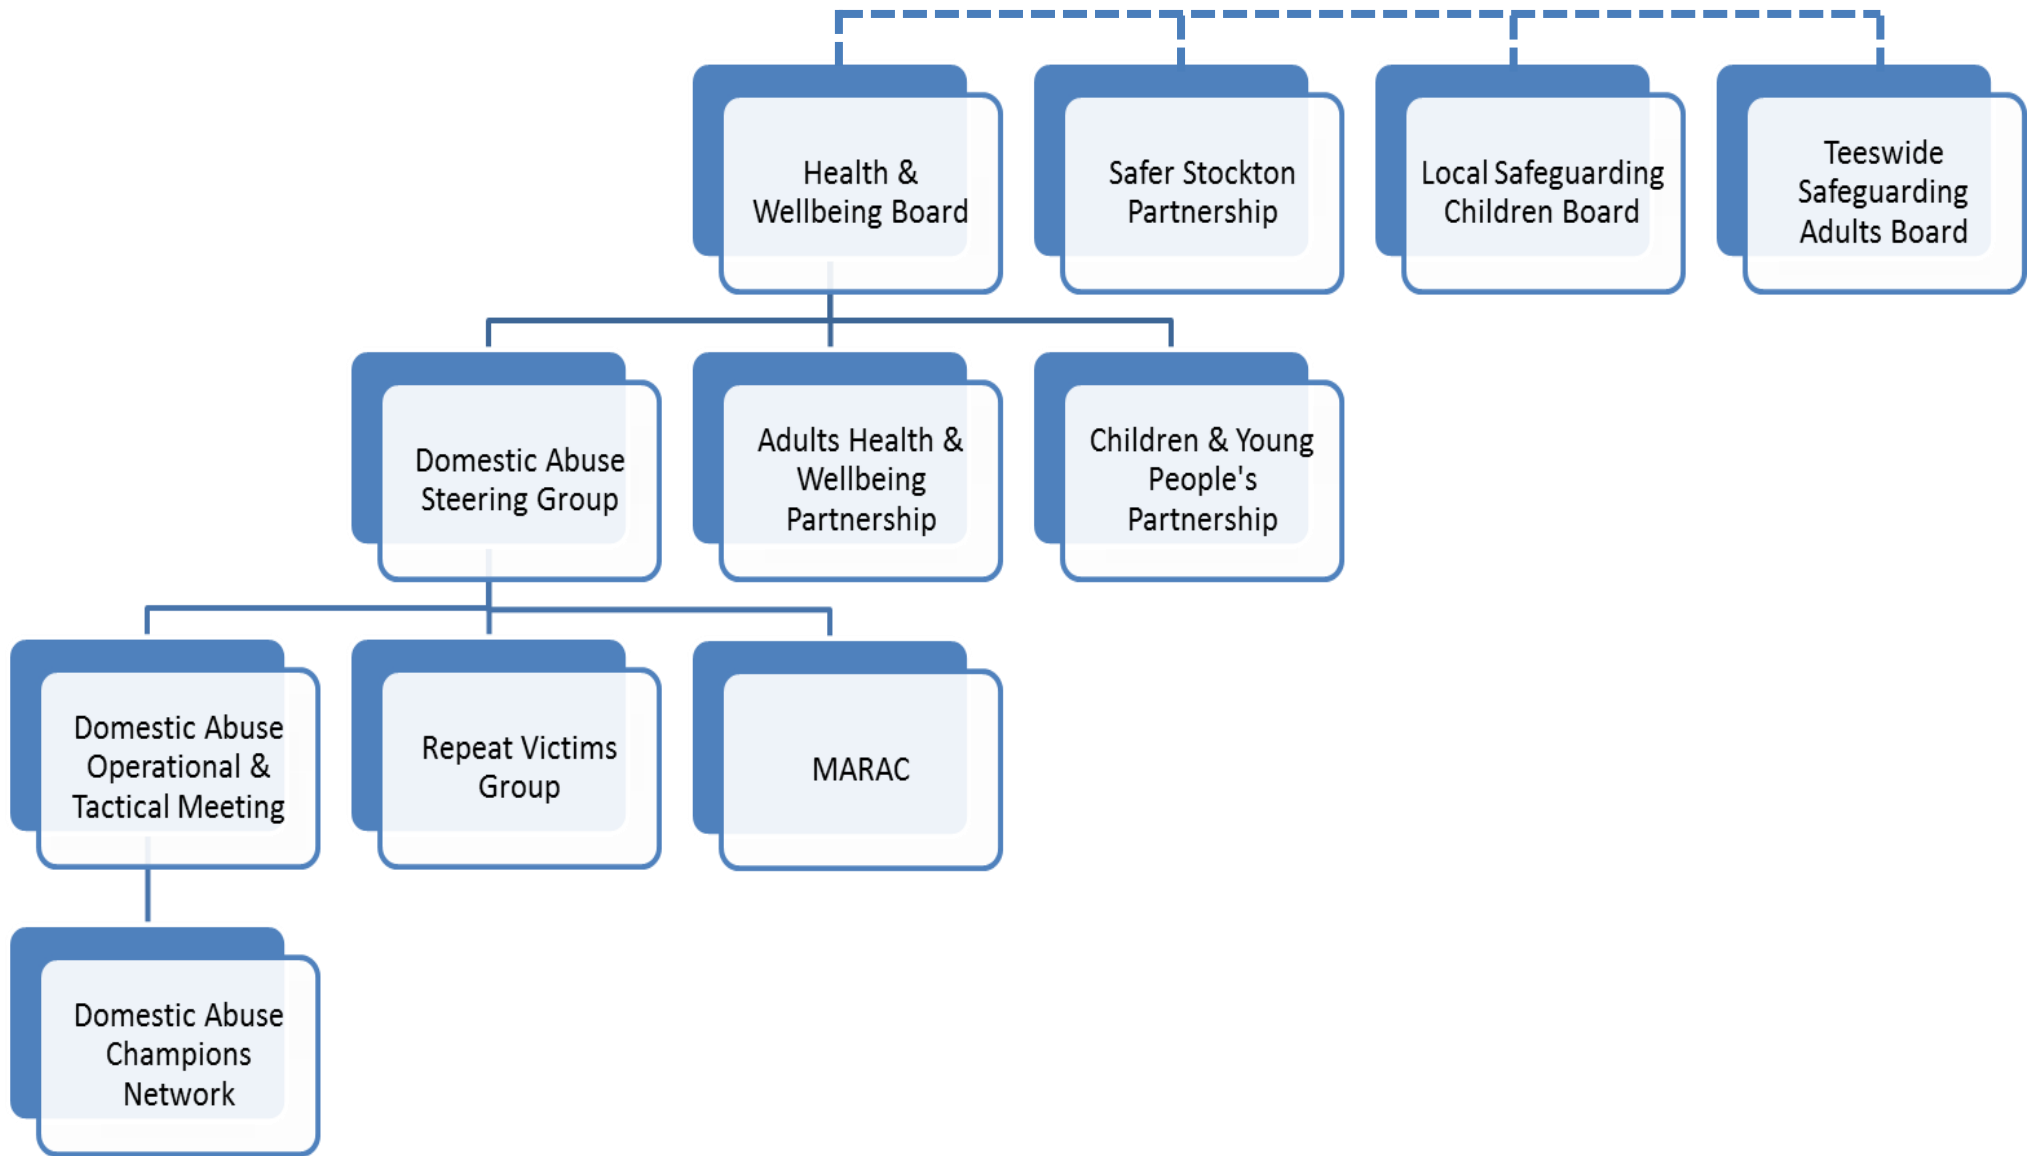 Health &
Wellbeing Board
Safer Stockton
Partnership
Local Safeguarding
Children Board
Teeswide
Safeguarding
Adults Board
Domestic Abuse
Steering Group
Adults Health &
Wellbeing
Partnership
Children & Young
People's
Partnership
Domestic Abuse
Operational &
Tactical Meeting
Repeat Victims
Group
MARAC
Domestic Abuse
Champions
Network